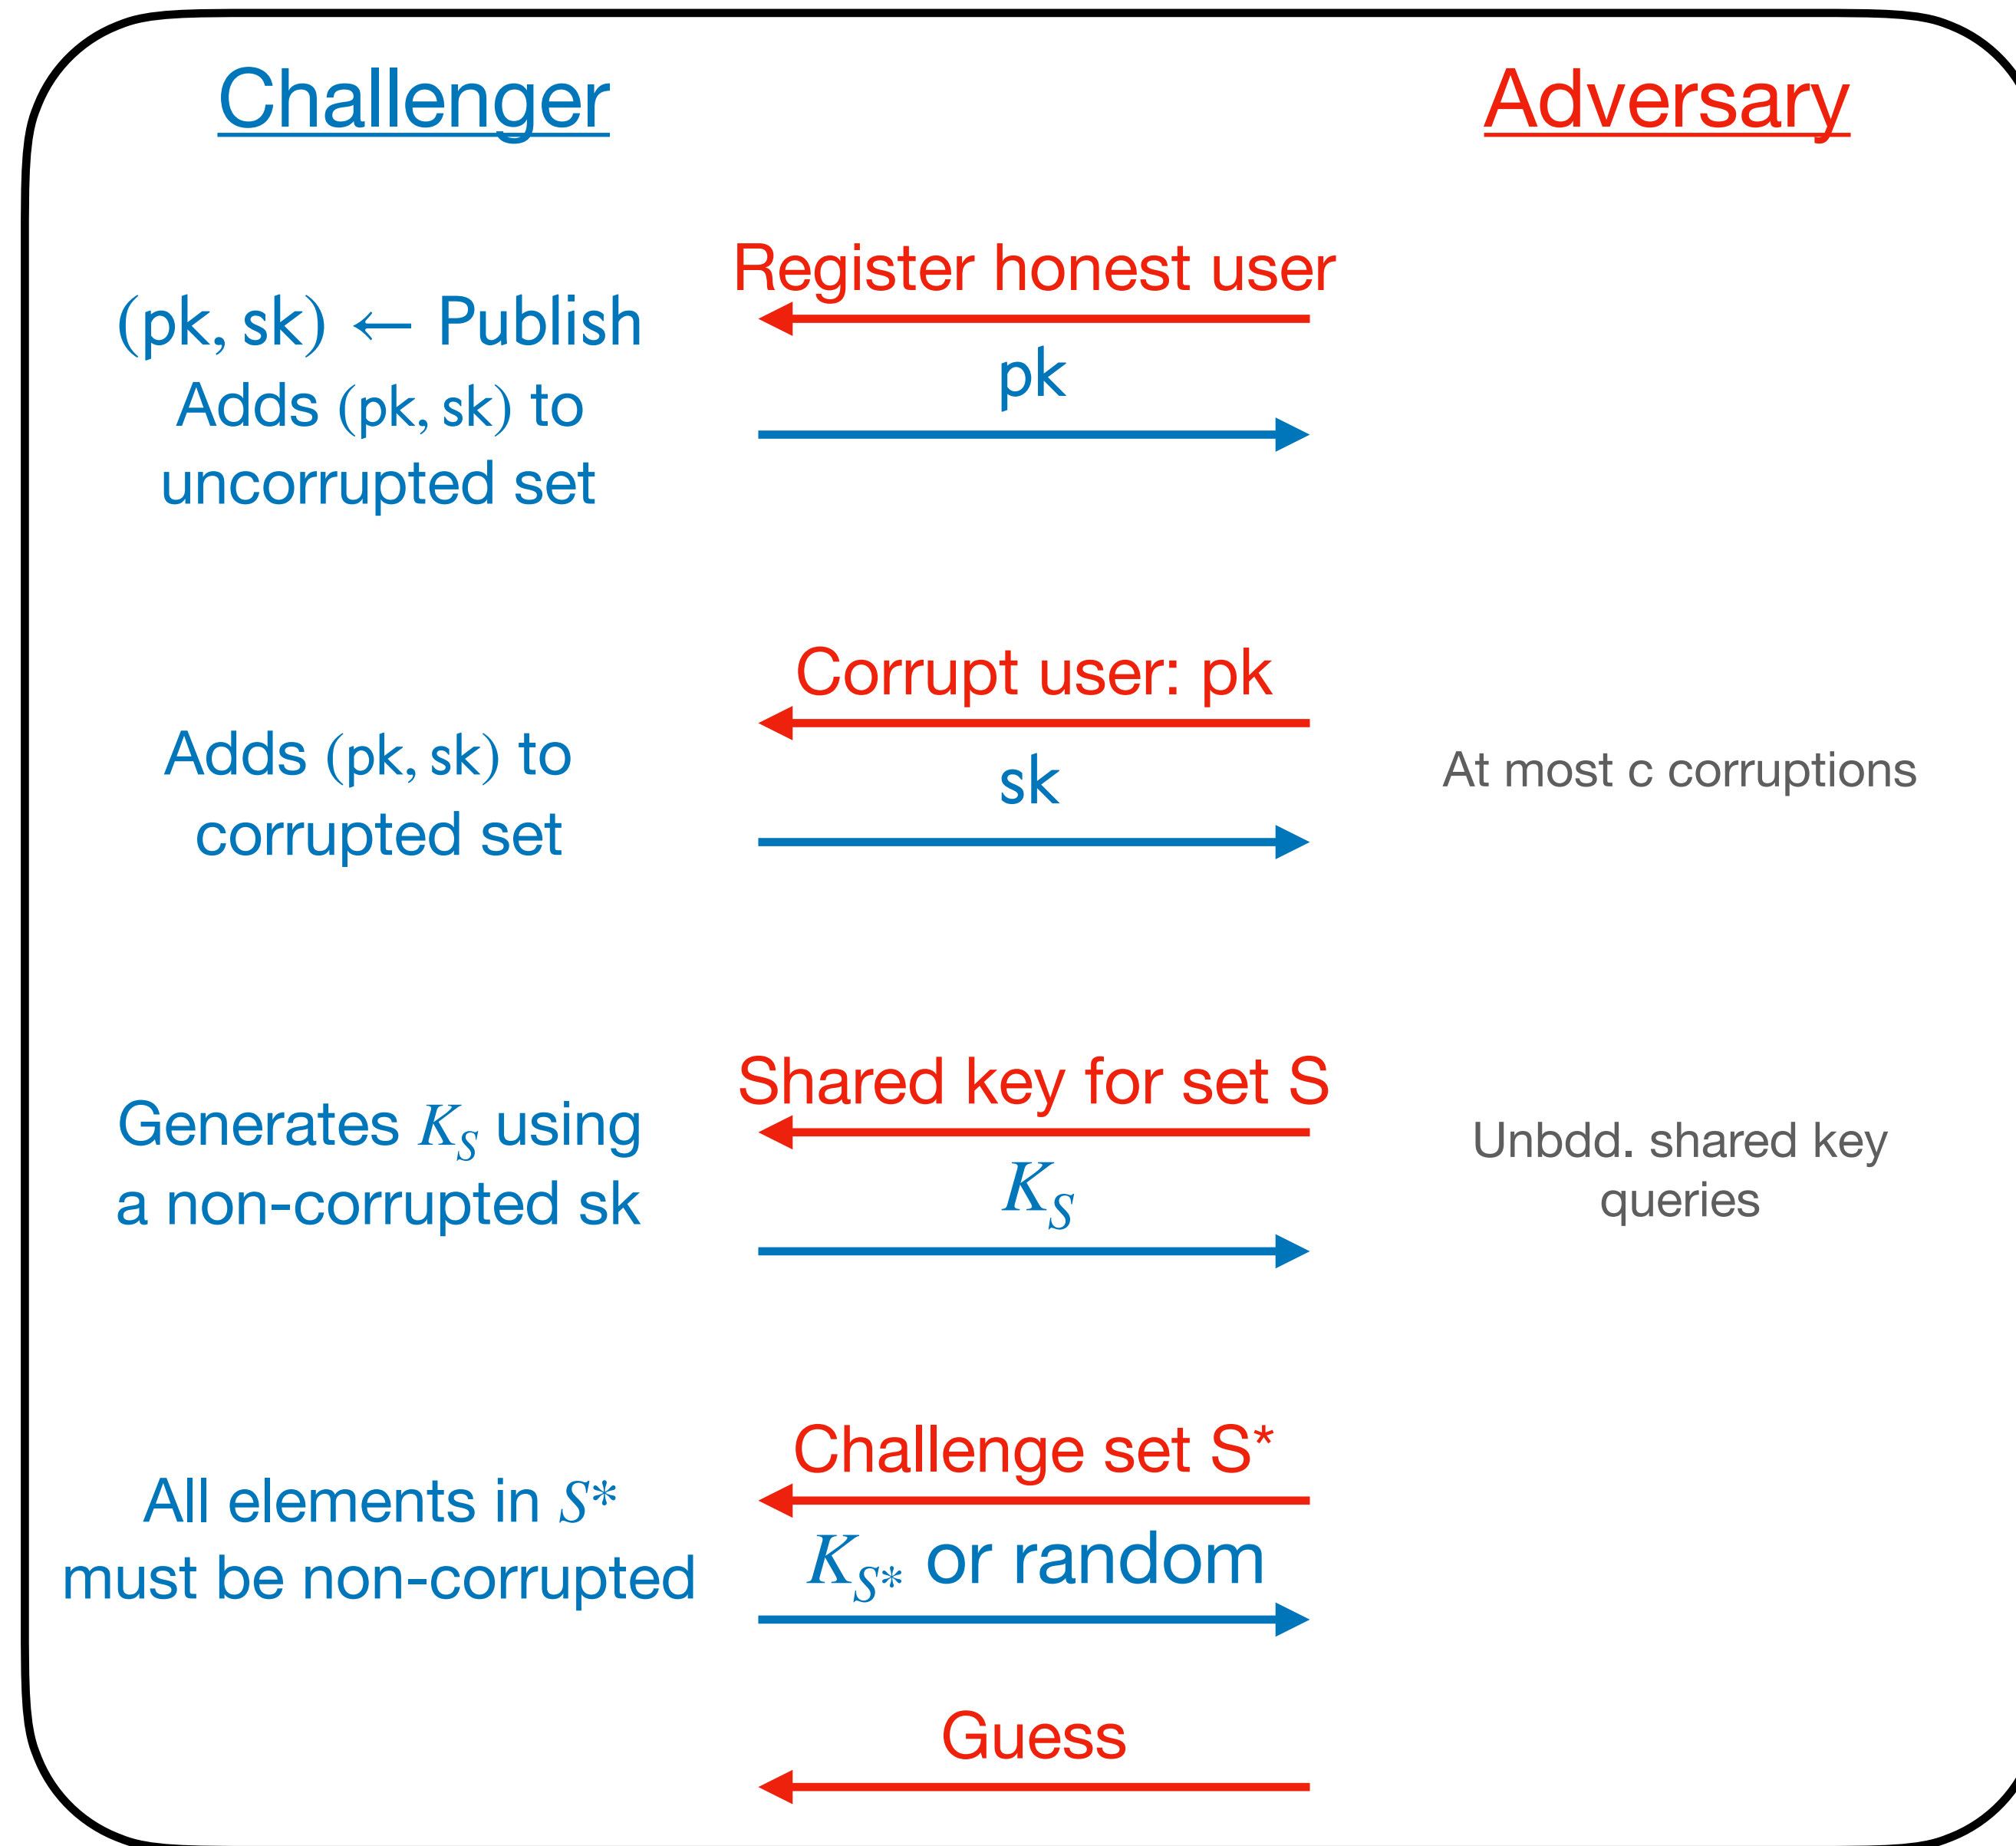 Challenger
Adversary
Register honest user
(pk, sk) ← Publish
pk
Adds (pk, sk) to
uncorrupted set
Corrupt user: pk
Adds (pk, sk) to
sk
At most c corruptions
corrupted set
Shared key for set S
Generates K_S using
Unbdd. shared key
K_S
a non-corrupted sk
queries
Challenge set S*
All elements in S*
K_{S*} or random
must be non-corrupted
Guess